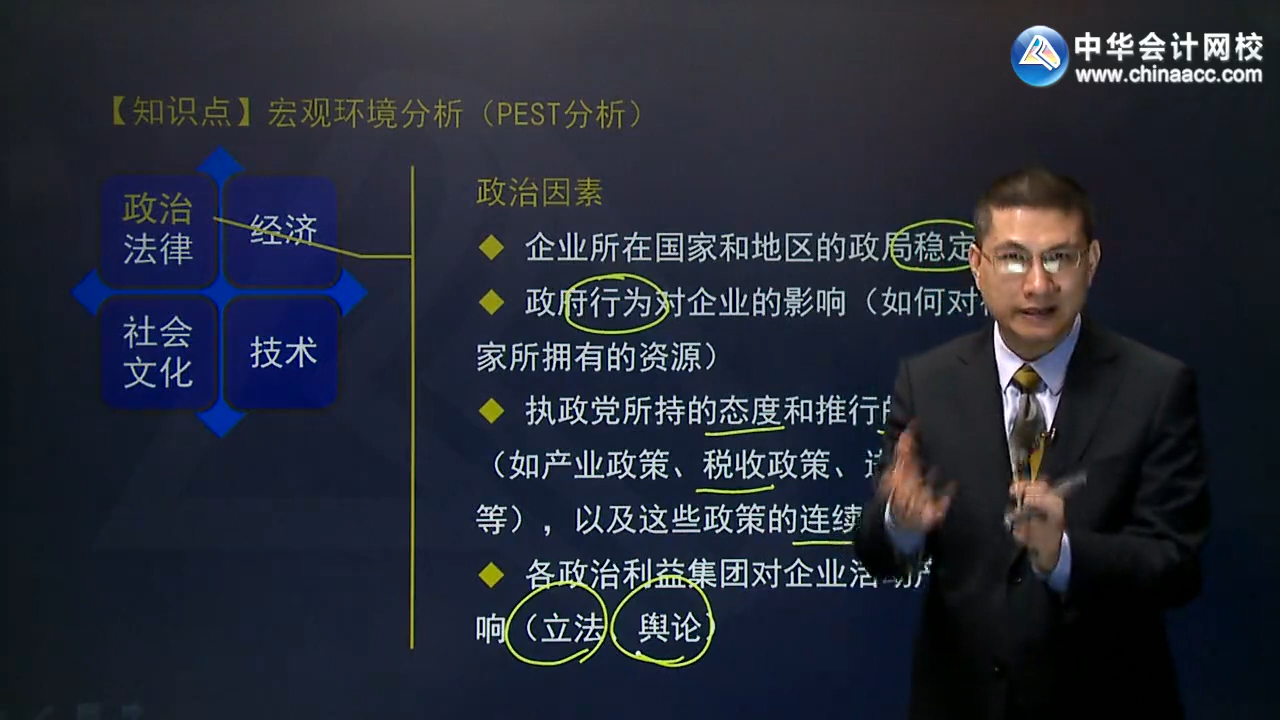 中华会计网校
www.chinaacc.com
【知识点】宏观环境分析（PEST分析）
政治
法律
经济
社会
文化
技术
政治因素
企业所在国家和地区的政局稳定
政府行为对企业的影响（如何对
家所拥有的资源）
执政党所持的态度和推行
（如产业政策、税收政策、
等），以及这些政策的连续
各政治利益集团对企业活动
响（立法、舆论）